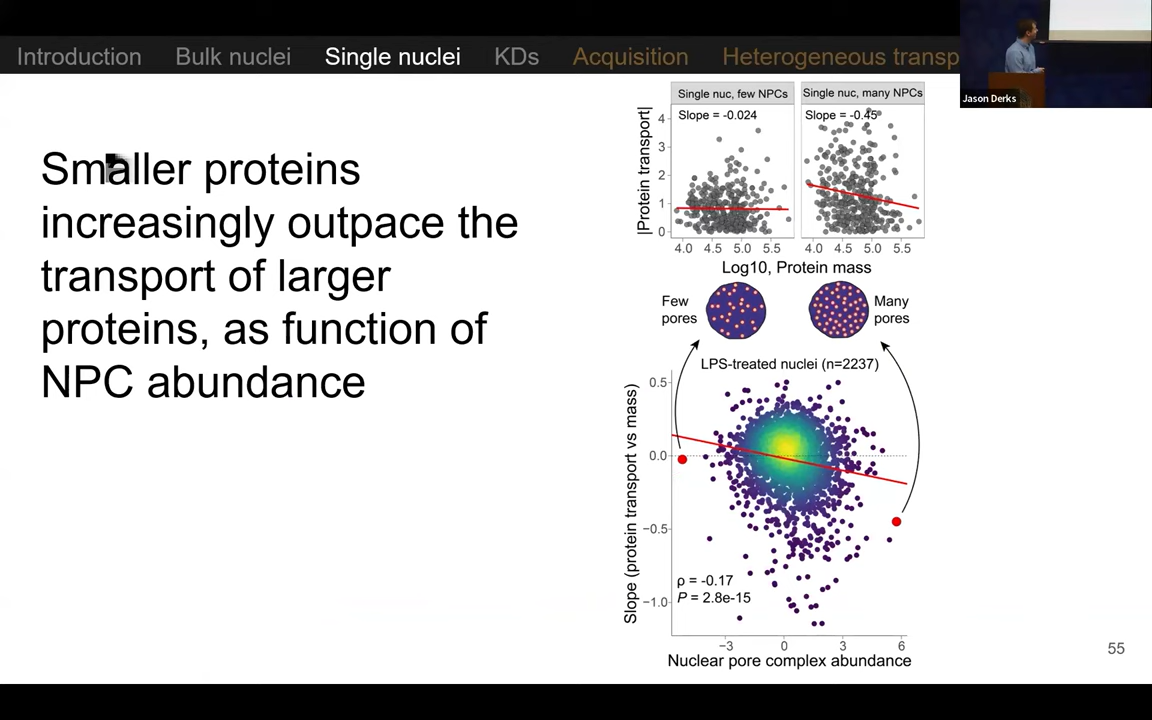 Introduction Bulk nuclei Single nuclei KDs Acquisition Heterogeneous transp
Jason Derks
Smaller proteins
increasingly outpace the
transport of larger
proteins, as function of
NPC abundance
Single nuc, few NPCs
Single nuc, many NPCs
Slope = -0.024
Slope = -0.45
|Protein transport|
4
3
2
1
0
4.0 4.5 5.0 5.5
4.0 4.5 5.0 5.5
Log10, Protein mass
Few
pores
Many
pores
LPS-treated nuclei (n=2237)
Slope (protein transport vs mass)
0.5
0.0
−0.5
−1.0
ρ = -0.17
P = 2.8e-15
−3 0 3 6
Nuclear pore complex abundance
55